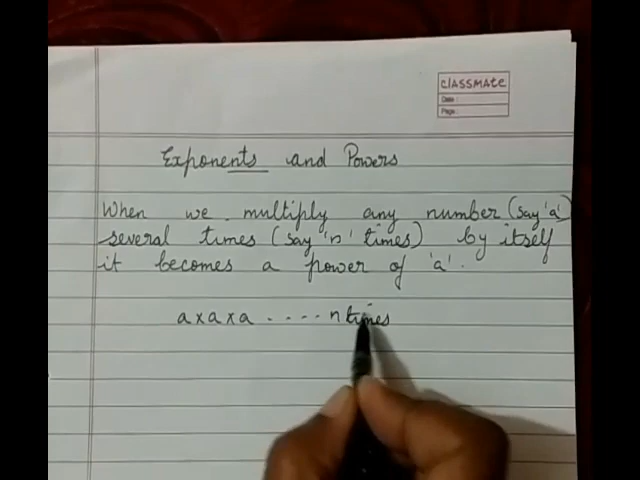 CLASSMATE
Date :
Page :
Exponents and Powers
When we multiply any number (say 'a')
several times (say 'n' times) by itself
it becomes a power of 'a'.
a x a x a ..... n times